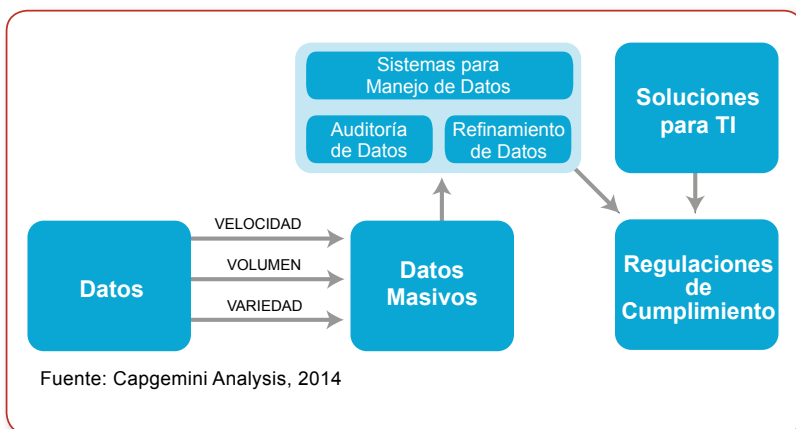 Sistemas para
Manejo de Datos
Auditoría
de Datos
Refinamiento
de Datos
Soluciones
para TI
Datos
VELOCIDAD
VOLUMEN
VARIEDAD
Datos
Masivos
Regulaciones
de
Cumplimiento
Fuente: Capgemini Analysis, 2014